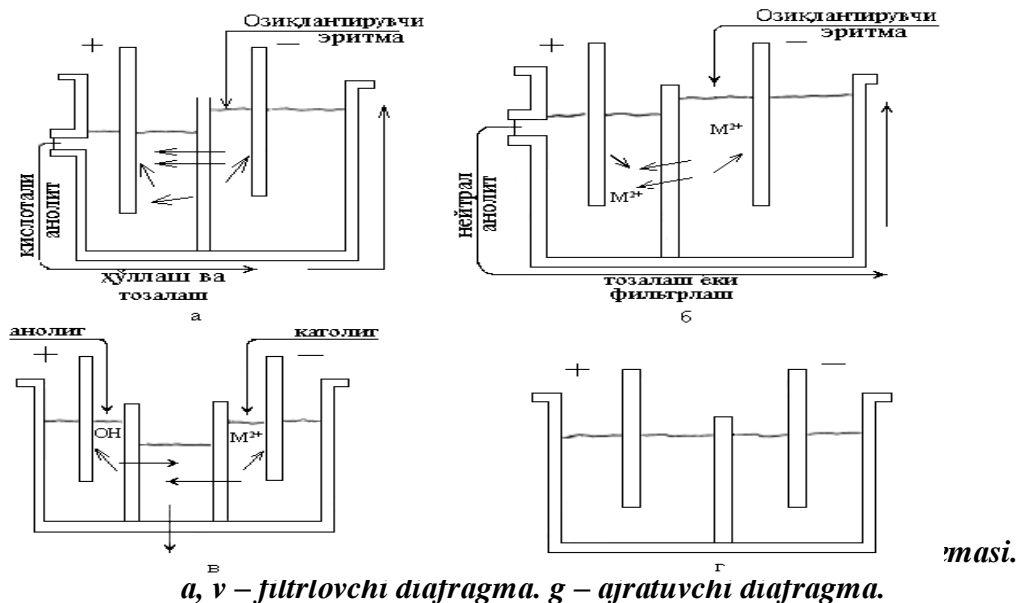 Озиқлантирувчи
эритма
+
—
кислотали
анолит
ҳўллаш ва
тозалаш
а
Озиқлантирувчи
эритма
+
—
M²⁺
M²⁺
нейтрал
анолит
тозалаш ёки
фильтрлаш
б
анолит
католит
+
—
OH
M²⁺
в
+
—
г
masi.
a, v – filtrlovchi diafragma. g – ajratuvchi diafragma.